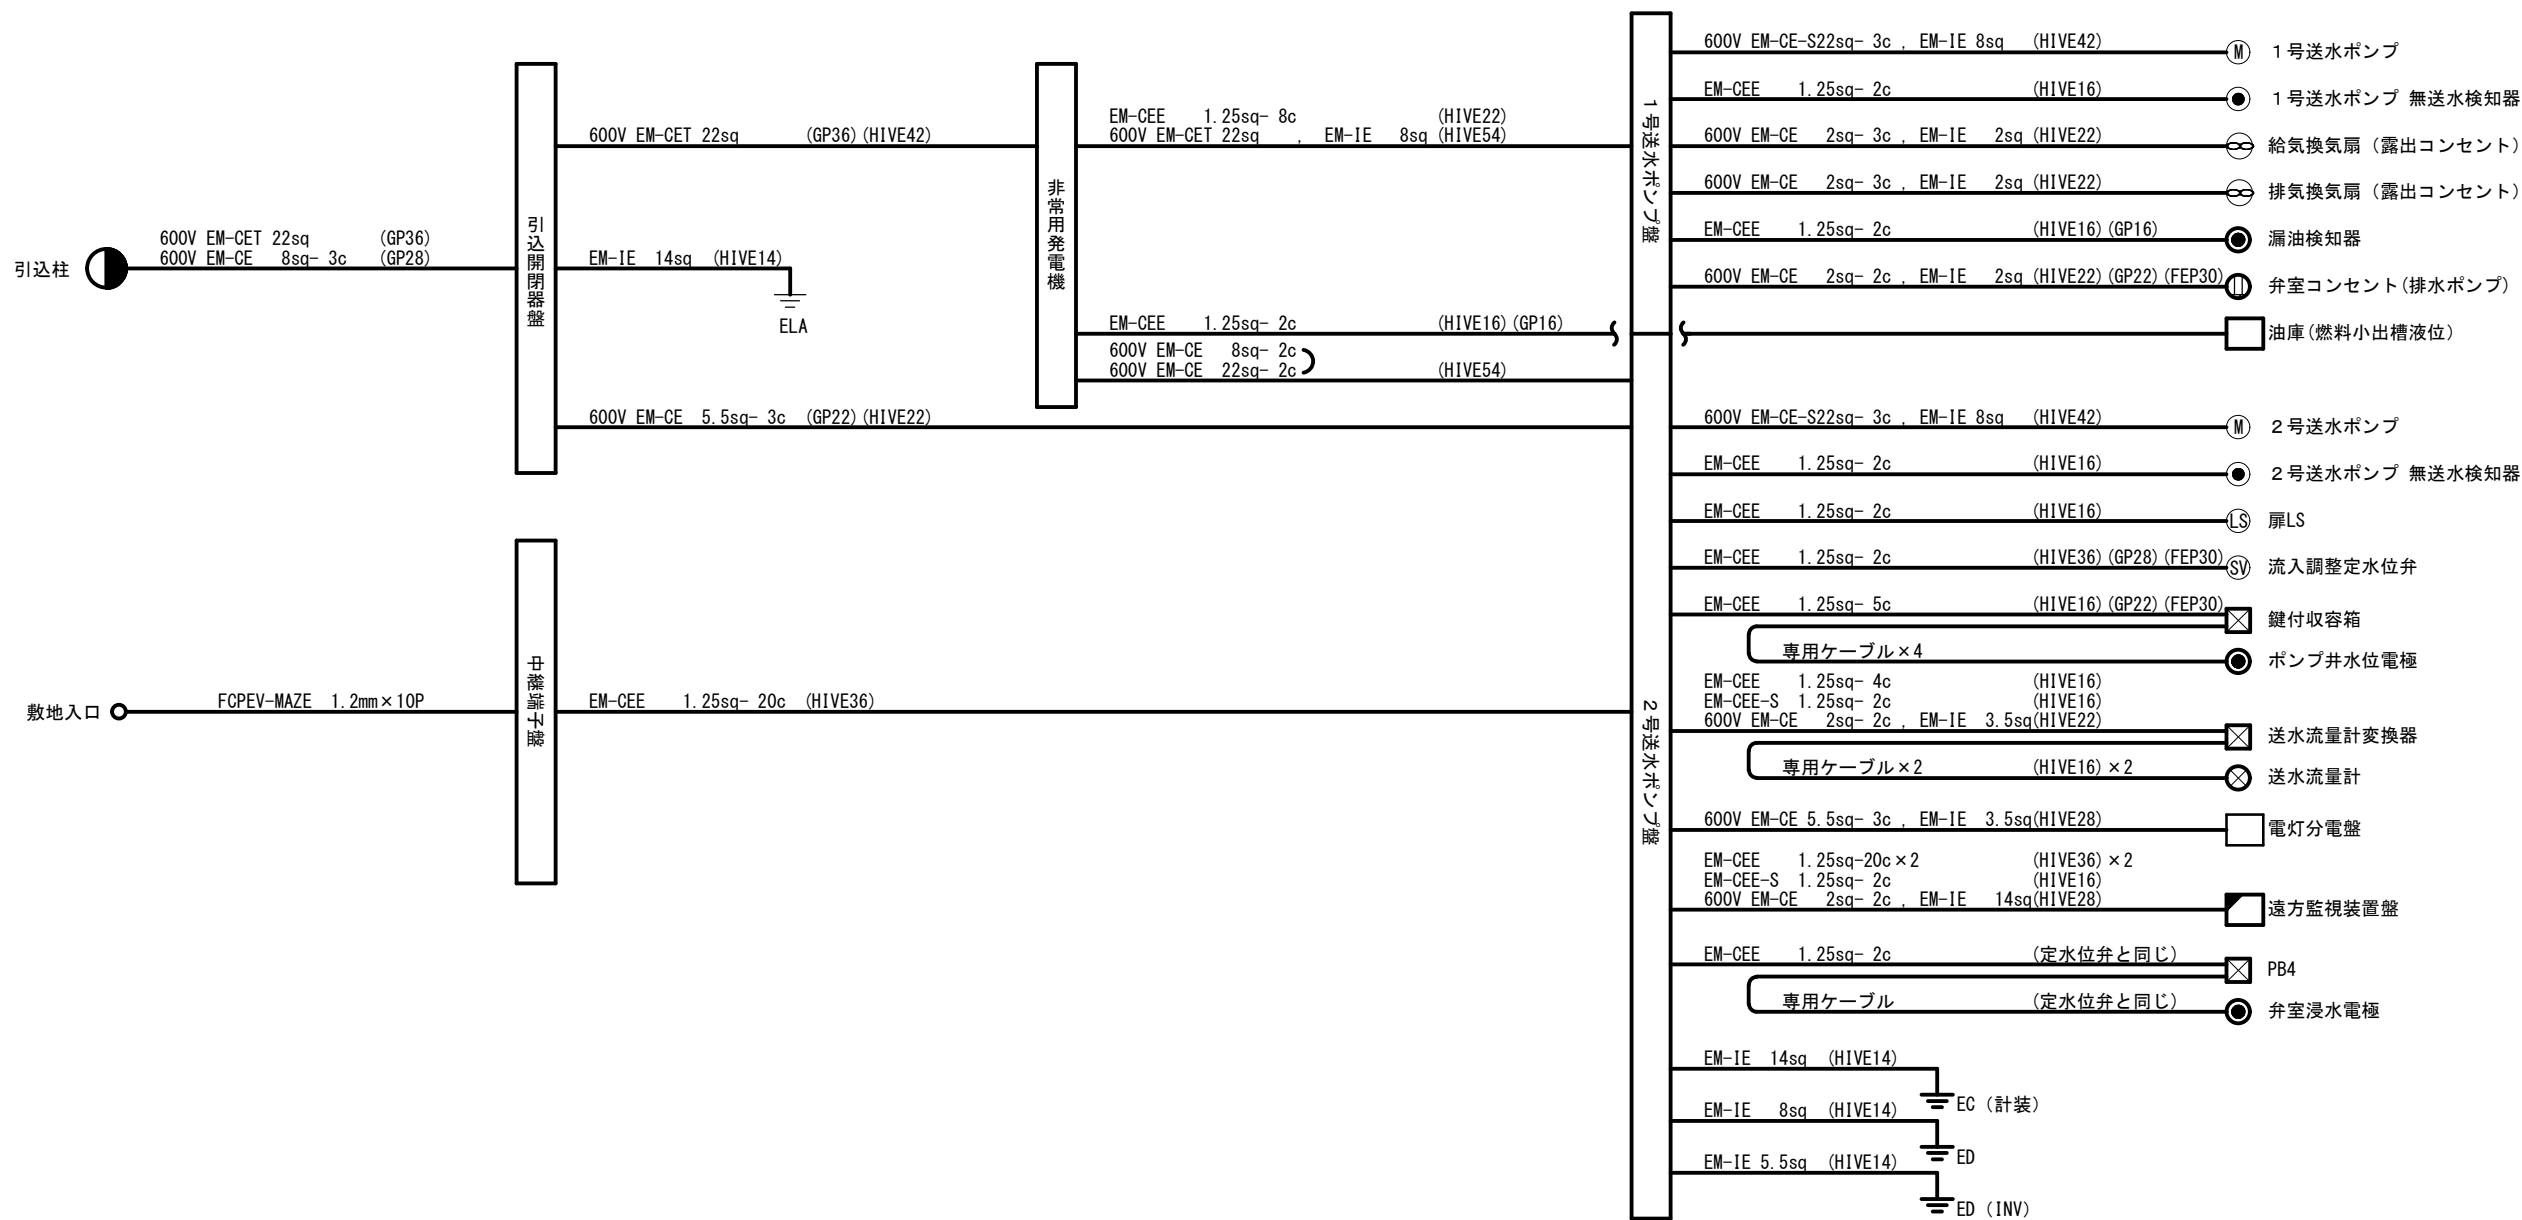 引込柱
600V EM-CET 22sq (GP36)
600V EM-CE 8sq- 3c (GP28)
引込開閉器盤
600V EM-CET 22sq (GP36)(HIVE42)
EM-IE 14sq (HIVE14)
ELA
600V EM-CE 5.5sq- 3c (GP22)(HIVE22)
非常用発電機
EM-CEE 1.25sq- 8c (HIVE22)
600V EM-CET 22sq , EM-IE 8sq (HIVE54)
EM-CEE 1.25sq- 2c (HIVE16)(GP16)
600V EM-CE 8sq- 2c
600V EM-CE 22sq- 2c (HIVE54)
敷地入口
FCPEV-MAZE 1.2mm×10P
中継端子盤
EM-CEE 1.25sq- 20c (HIVE36)
1号送水ポンプ盤
2号送水ポンプ盤
600V EM-CE-S22sq- 3c , EM-IE 8sq (HIVE42)
M 1号送水ポンプ
EM-CEE 1.25sq- 2c (HIVE16)
1号送水ポンプ 無送水検知器
600V EM-CE 2sq- 3c , EM-IE 2sq (HIVE22)
給気換気扇（露出コンセント）
600V EM-CE 2sq- 3c , EM-IE 2sq (HIVE22)
排気換気扇（露出コンセント）
EM-CEE 1.25sq- 2c (HIVE16)(GP16)
漏油検知器
600V EM-CE 2sq- 2c , EM-IE 2sq (HIVE22)(GP22)(FEP30)
弁室コンセント(排水ポンプ)
油庫(燃料小出槽液位)
600V EM-CE-S22sq- 3c , EM-IE 8sq (HIVE42)
M 2号送水ポンプ
EM-CEE 1.25sq- 2c (HIVE16)
2号送水ポンプ 無送水検知器
EM-CEE 1.25sq- 2c (HIVE16)
LS 扉LS
EM-CEE 1.25sq- 2c (HIVE36)(GP28)(FEP30)
SV 流入調整定水位弁
EM-CEE 1.25sq- 5c (HIVE16)(GP22)(FEP30)
鍵付収容箱
専用ケーブル×4
ポンプ井水位電極
EM-CEE 1.25sq- 4c (HIVE16)
EM-CEE-S 1.25sq- 2c (HIVE16)
600V EM-CE 2sq- 2c , EM-IE 3.5sq(HIVE22)
送水流量計変換器
専用ケーブル×2 (HIVE16)×2
送水流量計
600V EM-CE 5.5sq- 3c , EM-IE 3.5sq(HIVE28)
電灯分電盤
EM-CEE 1.25sq-20c×2 (HIVE36)×2
EM-CEE-S 1.25sq- 2c (HIVE16)
600V EM-CE 2sq- 2c , EM-IE 14sq(HIVE28)
遠方監視装置盤
EM-CEE 1.25sq- 2c (定水位弁と同じ)
PB4
専用ケーブル (定水位弁と同じ)
弁室浸水電極
EM-IE 14sq (HIVE14)
EC（計装）
EM-IE 8sq (HIVE14)
ED
EM-IE 5.5sq (HIVE14)
ED（INV）